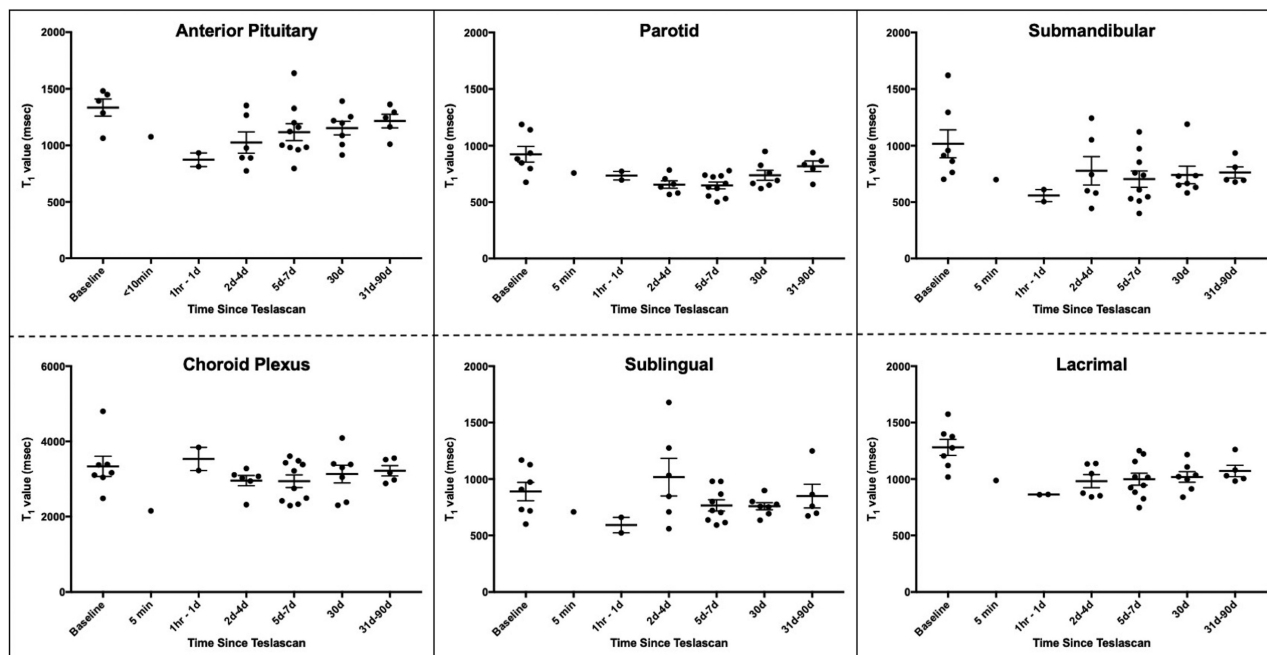 Anterior Pituitary
T1 value (msec)
2000
1500
1000
500
0
Baseline
<10min
1hr - 1d
2d-4d
5d-7d
30d
31d-90d
Time Since Teslascan
Parotid
T1 value (msec)
2000
1500
1000
500
0
Baseline
5 min
1hr - 1d
2d-4d
5d-7d
30d
31-90d
Time Since Teslascan
Submandibular
T1 value (msec)
2000
1500
1000
500
0
Baseline
5 min
1hr - 1d
2d-4d
5d-7d
30d
31d-90d
Time Since Teslascan
Choroid Plexus
T1 value (msec)
6000
4000
2000
0
Baseline
5 min
1hr - 1d
2d-4d
5d-7d
30d
31d-90d
Time Since Teslascan
Sublingual
T1 value (msec)
2000
1500
1000
500
0
Baseline
5 min
1hr - 1d
2d-4d
5d-7d
30d
31d-90d
Time Since Teslascan
Lacrimal
T1 value (msec)
2000
1500
1000
500
0
Baseline
5 min
1hr - 1d
2d-4d
5d-7d
30d
31d-90d
Time Since Teslascan